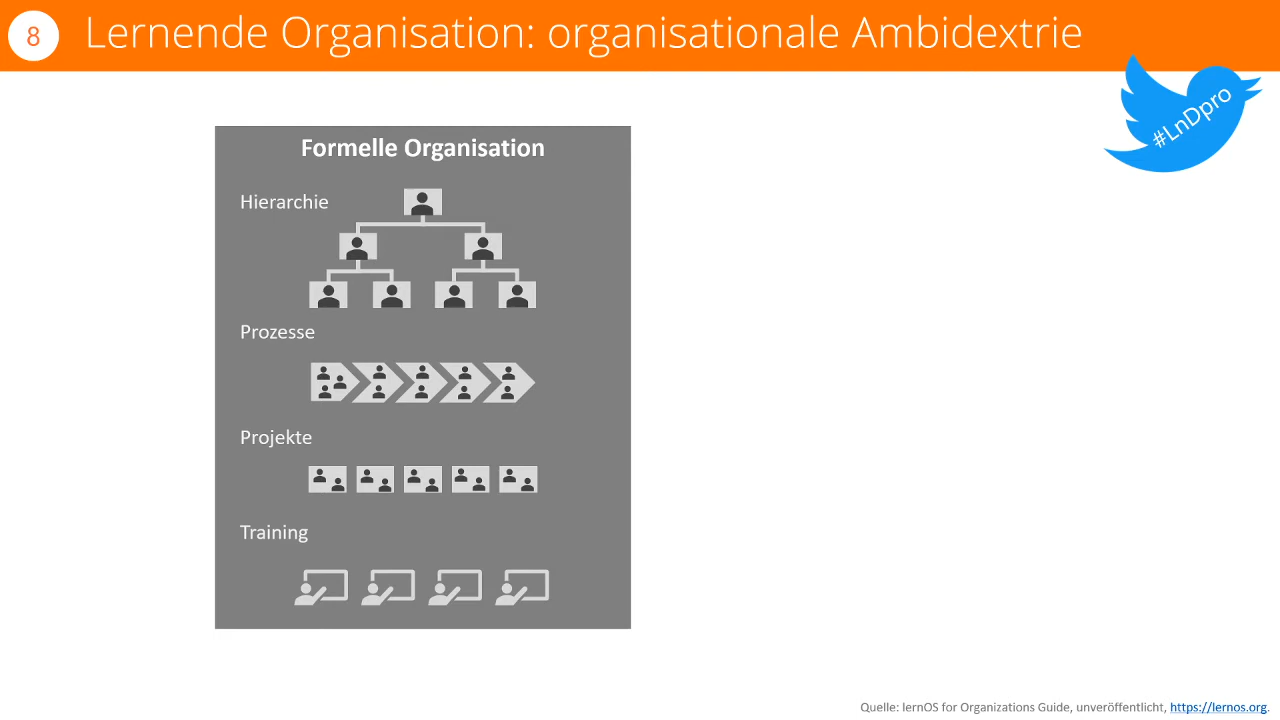 8
Lernende Organisation: organisationale Ambidextrie
#LnDpro
Formelle Organisation
Hierarchie
Prozesse
Projekte
Training
Quelle: lernOS for Organizations Guide, unveröffentlicht, https://lernos.org.